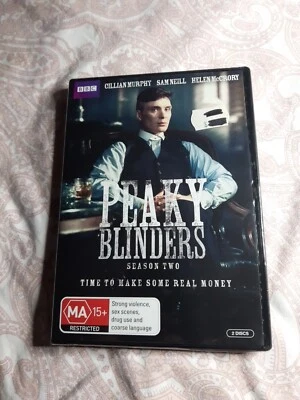 BBC
CILLIAN MURPHY SAM NEILL HELEN McCRORY
PEAKY
BLINDERS
SEASON TWO
TIME TO MAKE SOME REAL MONEY
MA 15+
RESTRICTED
Strong violence,
sex scenes,
drug use and
coarse language
2 DISCS